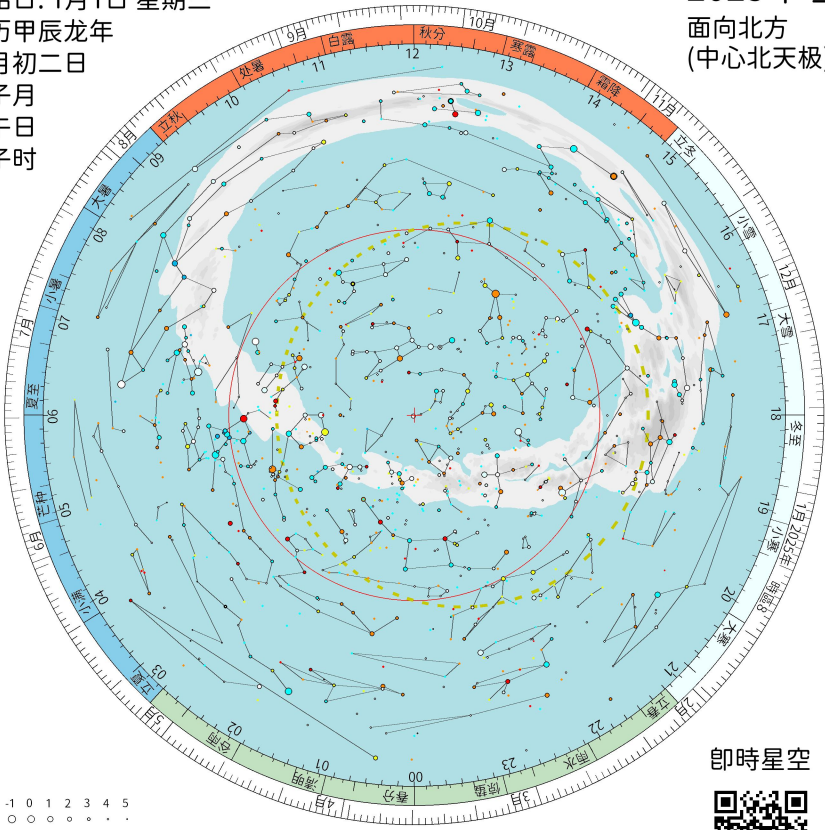 1月1日 星期三
历甲辰龙年
月初二日
子月
午日
子时
面向北方
(中心北天极)
9月
10月
11月
12月
1月 2025年 時區8
2月
3月
4月
5月
6月
7月
8月
立秋
处暑
白露
秋分
寒露
霜降
立冬
小雪
大雪
冬至
小寒
大寒
立春
雨水
惊蛰
春分
清明
谷雨
立夏
小满
芒种
夏至
小暑
大暑
09
10
11
12
13
14
15
16
17
18
19
20
21
22
23
00
01
02
03
04
05
06
07
08
即時星空
-1 0 1 2 3 4 5